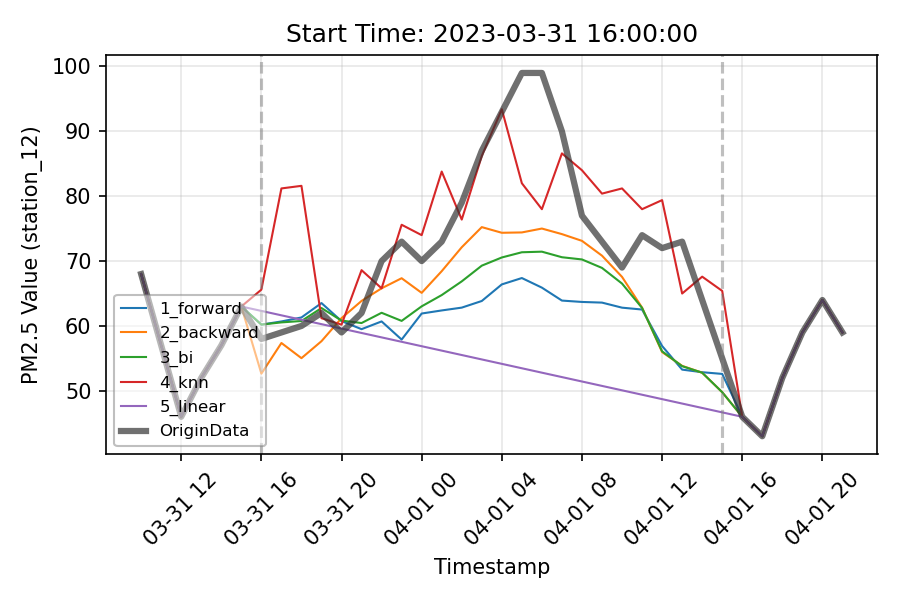 Start Time: 2023-03-31 16:00:00
PM2.5 Value (station_12)
100
90
80
70
60
50
1_forward
2_backward
3_bi
4_knn
5_linear
OriginData
03-31 12
03-31 16
03-31 20
04-01 00
04-01 04
04-01 08
04-01 12
04-01 16
04-01 20
Timestamp